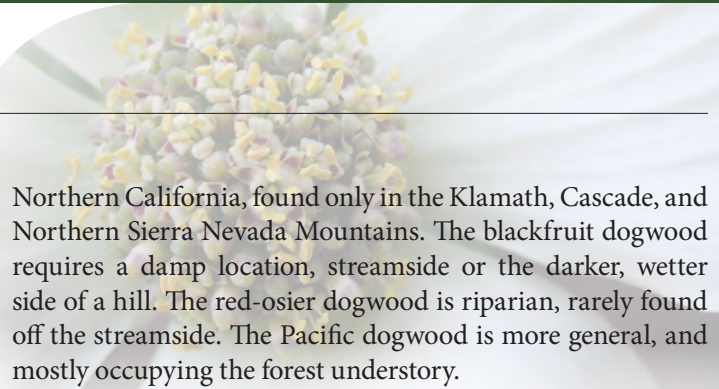 Northern California, found only in the Klamath, Cascade, and
Northern Sierra Nevada Mountains. The blackfruit dogwood
requires a damp location, streamside or the darker, wetter
side of a hill. The red-osier dogwood is riparian, rarely found
off the streamside. The Pacific dogwood is more general, and
mostly occupying the forest understory.